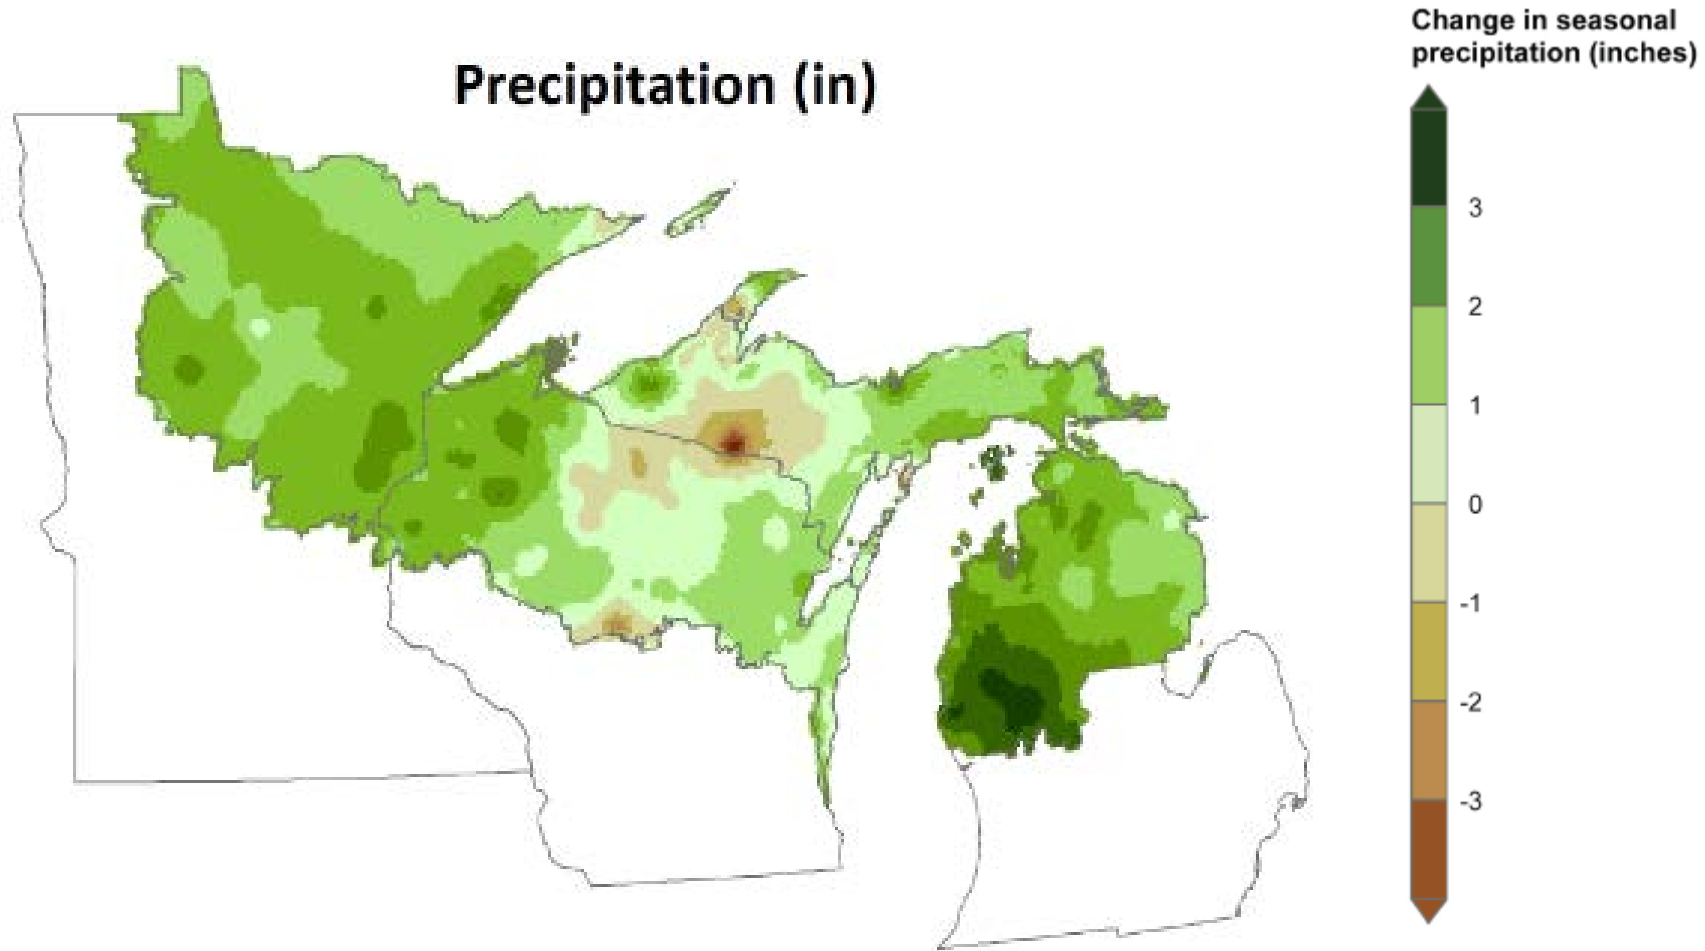 Change in seasonal
precipitation (inches)
Precipitation (in)
3
2
1
0
-1
-2
-3